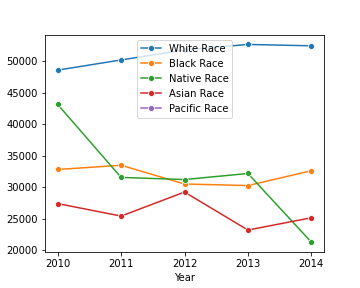 White Race
Black Race
Native Race
Asian Race
Pacific Race
50000
45000
40000
35000
30000
25000
20000
2010 2011 2012 2013 2014
Year